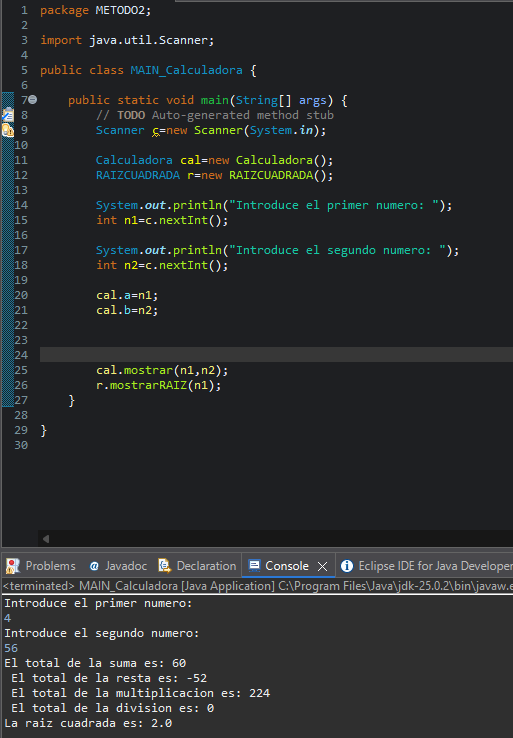 1 package METODO2;
2
3 import java.util.Scanner;
4
5 public class MAIN_Calculadora {
6
7 public static void main(String[] args) {
8 // TODO Auto-generated method stub
9 Scanner c=new Scanner(System.in);
10
11 Calculadora cal=new Calculadora();
12 RAIZCUADRADA r=new RAIZCUADRADA();
13
14 System.out.println("Introduce el primer numero: ");
15 int n1=c.nextInt();
16
17 System.out.println("Introduce el segundo numero: ");
18 int n2=c.nextInt();
19
20 cal.a=n1;
21 cal.b=n2;
22
23
24
25 cal.mostrar(n1,n2);
26 r.mostrarRAIZ(n1);
27 }
28
29 }
30
Problems @ Javadoc Declaration Console Eclipse IDE for Java Developer
<terminated> MAIN_Calculadora [Java Application] C:\Program Files\Java\jdk-25.0.2\bin\javaw.e
Introduce el primer numero:
4
Introduce el segundo numero:
56
El total de la suma es: 60
El total de la resta es: -52
El total de la multiplicacion es: 224
El total de la division es: 0
La raiz cuadrada es: 2.0